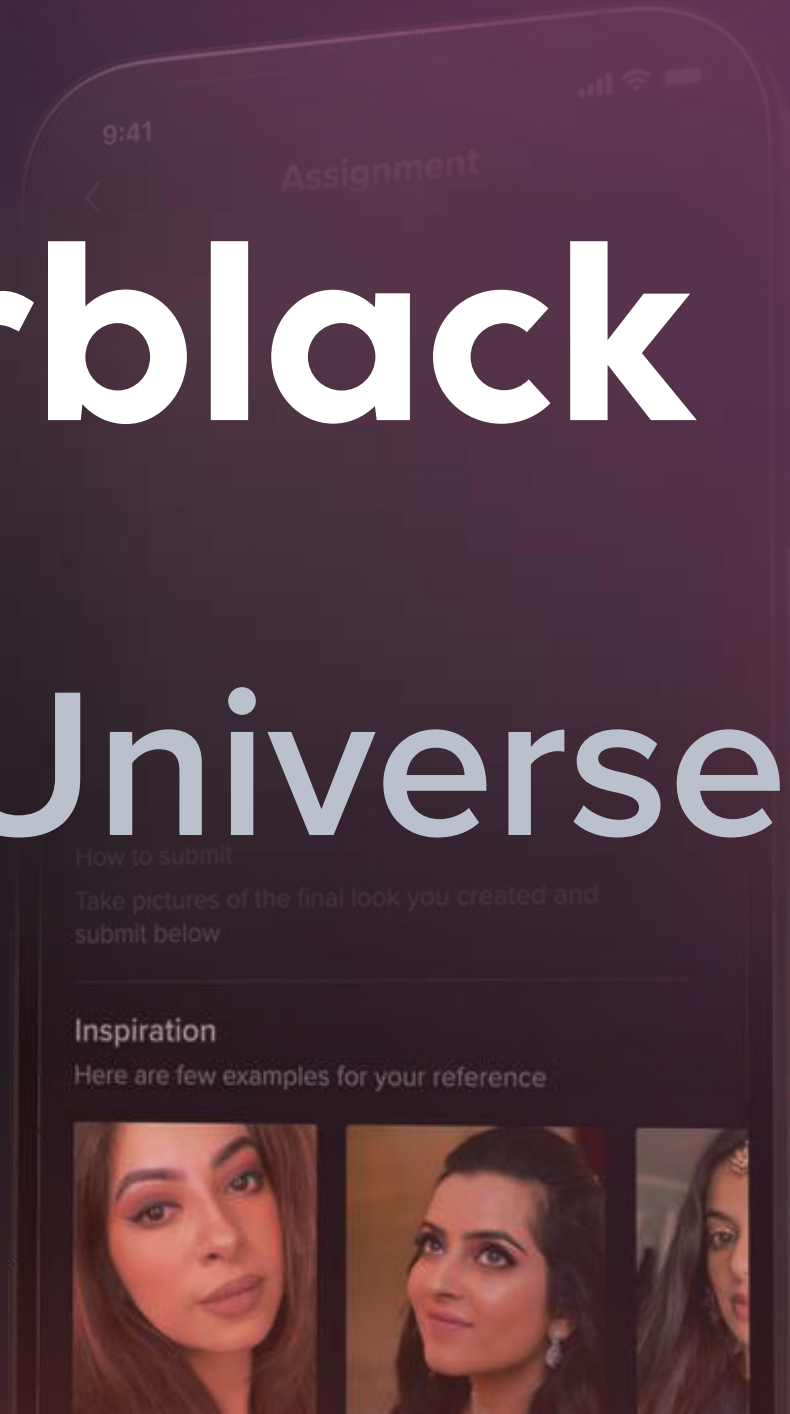 9:41
Assignment
rblack
Universe
How to submit
Take pictures of the final look you created and
submit below
Inspiration
Here are few examples for your reference